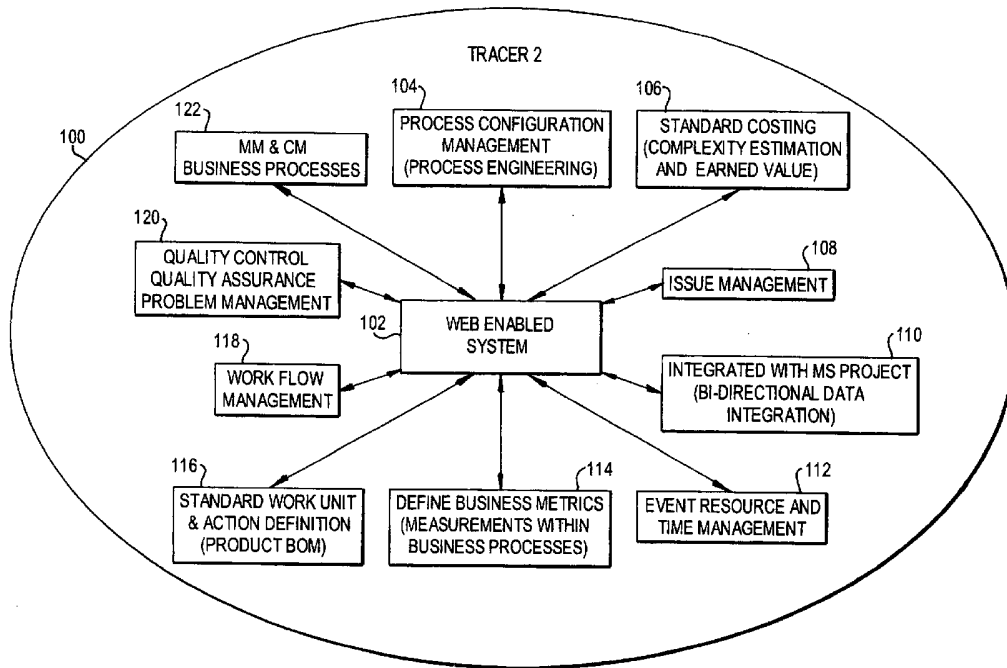 TRACER 2
100
122
MM & CM
BUSINESS PROCESSES
104
PROCESS CONFIGURATION
MANAGEMENT
(PROCESS ENGINEERING)
106
STANDARD COSTING
(COMPLEXITY ESTIMATION
AND EARNED VALUE)
120
QUALITY CONTROL
QUALITY ASSURANCE
PROBLEM MANAGEMENT
108
ISSUE MANAGEMENT
102
WEB ENABLED
SYSTEM
118
WORK FLOW
MANAGEMENT
110
INTEGRATED WITH MS PROJECT
(BI-DIRECTIONAL DATA
INTEGRATION)
116
STANDARD WORK UNIT
& ACTION DEFINITION
(PRODUCT BOM)
114
DEFINE BUSINESS METRICS
(MEASUREMENTS WITHIN
BUSINESS PROCESSES)
112
EVENT RESOURCE AND
TIME MANAGEMENT